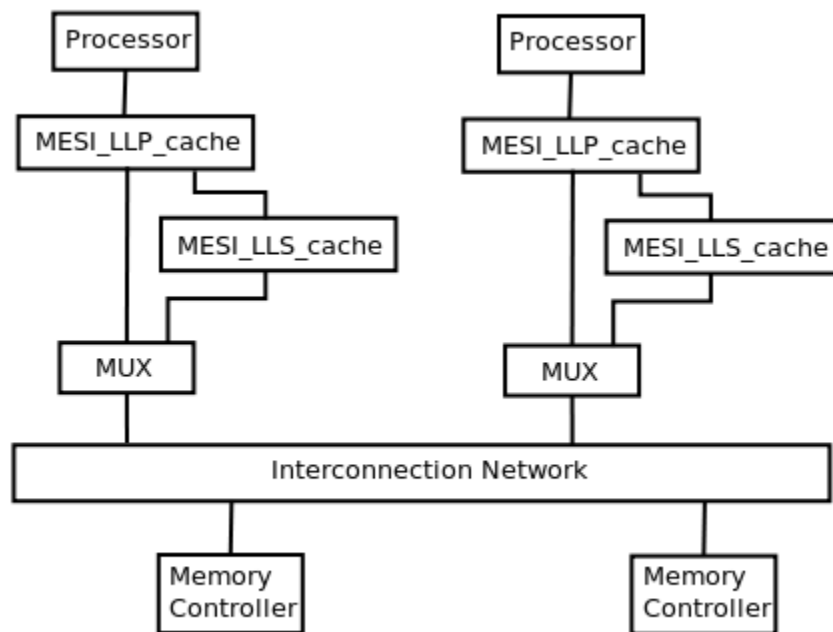 Processor
Processor
MESI_LLP_cache
MESI_LLP_cache
MESI_LLS_cache
MESI_LLS_cache
MUX
MUX
Interconnection Network
Memory
Controller
Memory
Controller